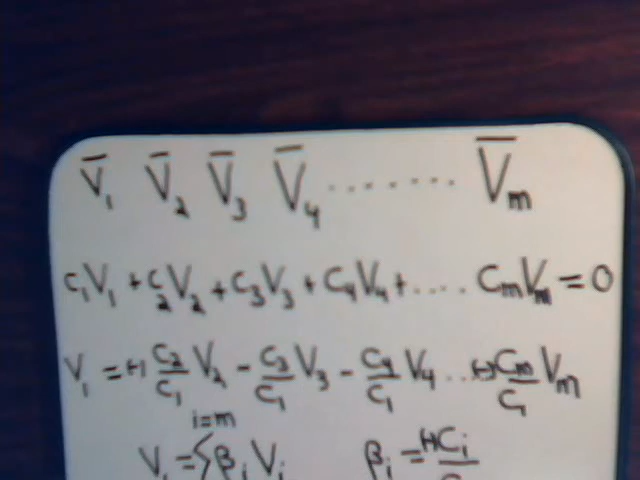 V̅₁ V̅₂ V̅₃ V̅₄ ........ V̅ₘ
C₁V₁ + C₂V₂ + C₃V₃ + C₄V₄ + .... CₘVₘ = 0
V₁ = (-) C₂/C₁ V₂ - C₃/C₁ V₃ - C₄/C₁ V₄ ... (-) Cₘ/C₁ Vₘ
i=m
V = Σ βᵢ Vᵢ βᵢ = (-) Cᵢ